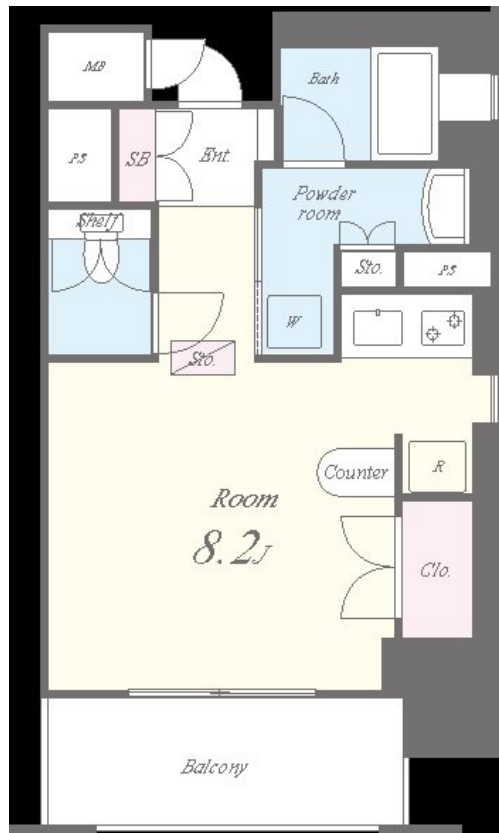 MB
Bath
PS
SB
Ent.
Powder
room
Shelf
Sto.
PS
W
Sto.
Counter
R
Room
8.2J
Clo.
Balcony